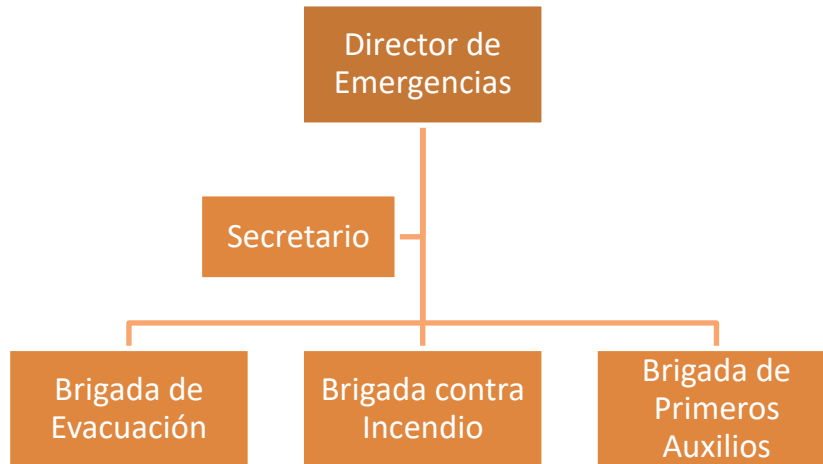 Director de
Emergencias
Secretario
Brigada de
Evacuación
Brigada contra
Incendio
Brigada de
Primeros
Auxilios